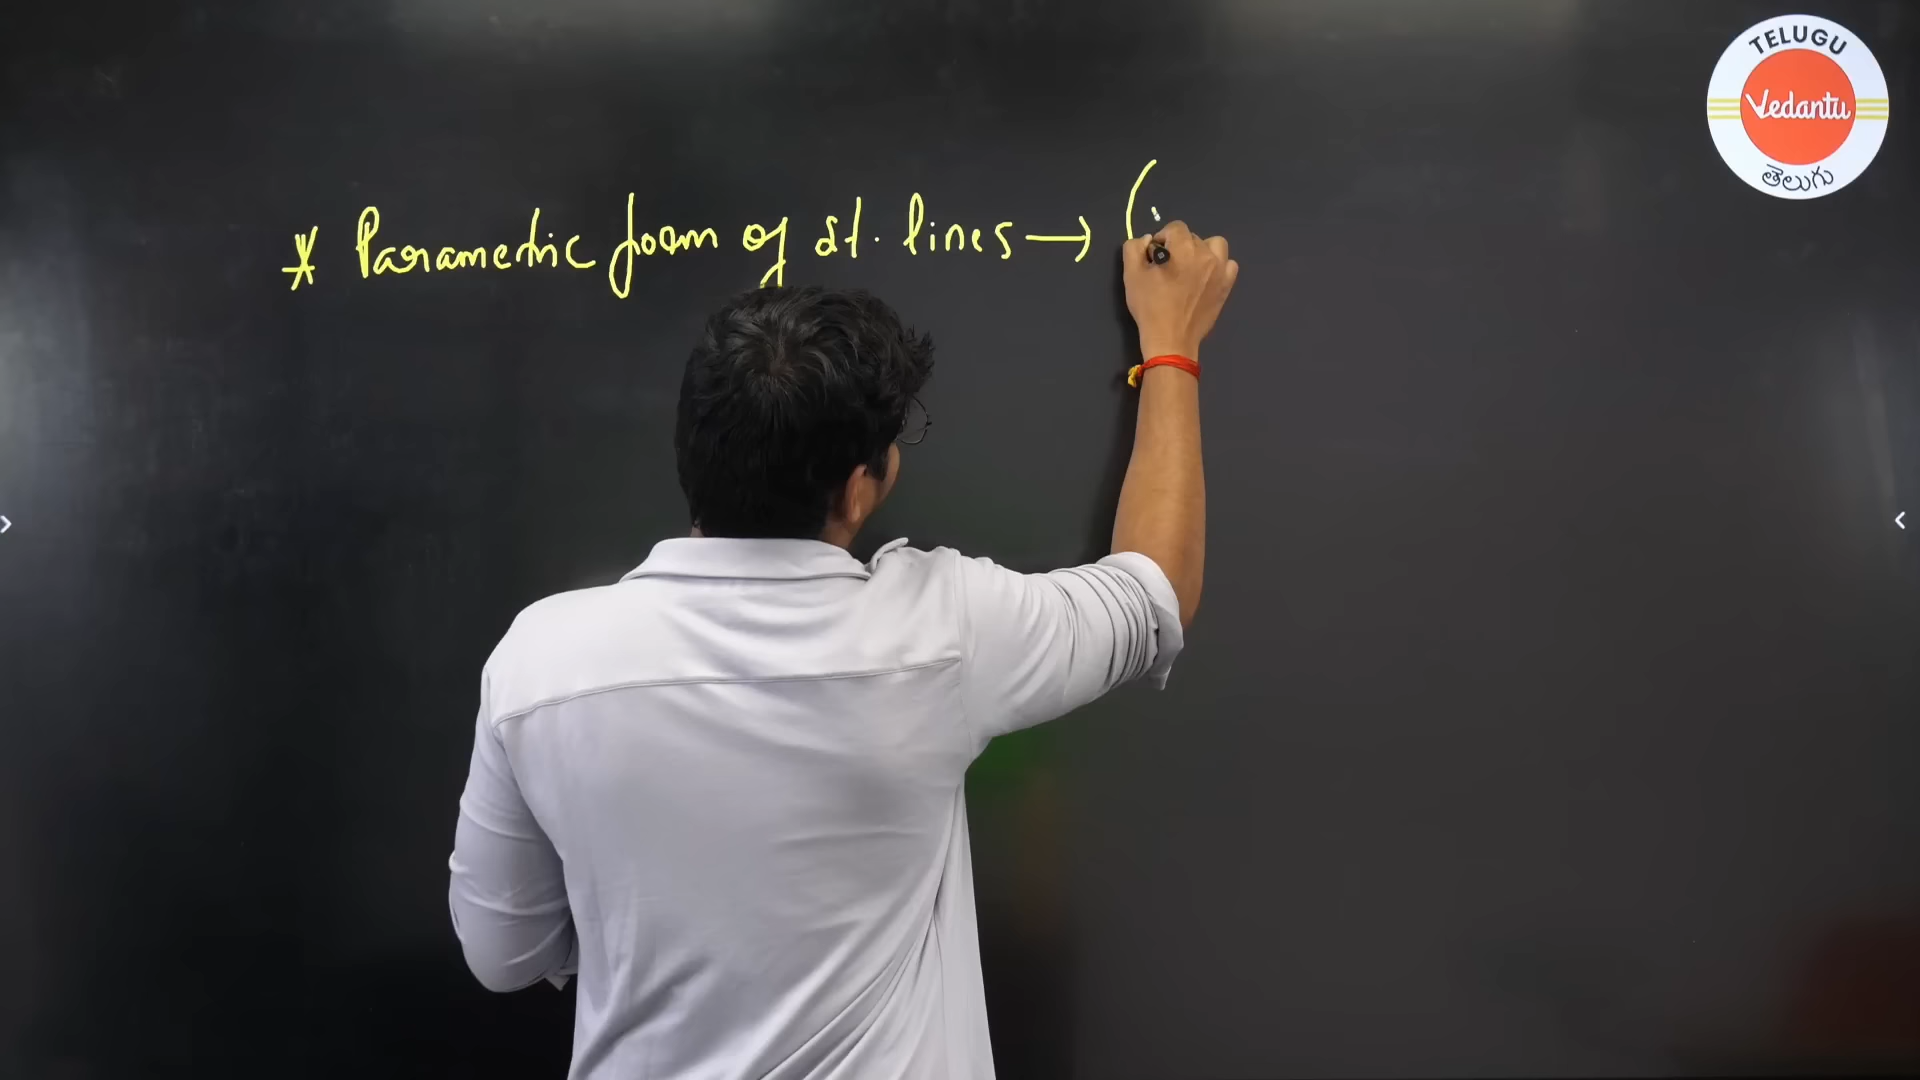 * Parametric form of st. lines → (
TELUGU
Vedantu
తెలుగు